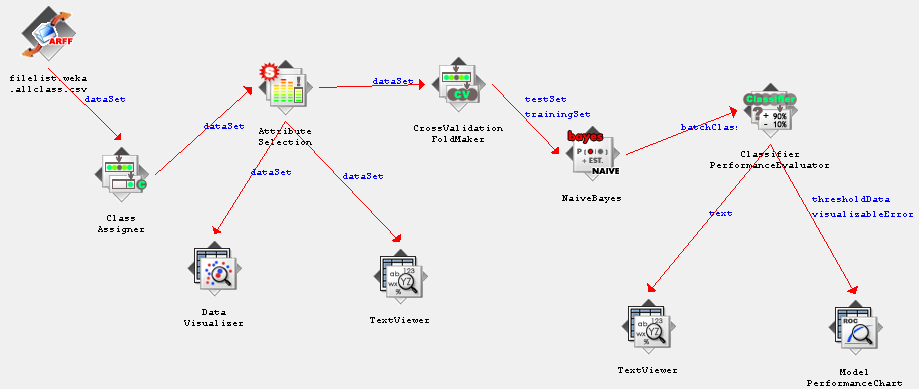 ARFF
filelist.weka
.allclass.csv
dataSet
Class
Assigner
dataSet
Attribute
Selection
dataSet
dataSet
Data
Visualizer
TextViewer
dataSet
CV
CrossValidation
FoldMaker
testSet
trainingSet
bayes
+ EST.
NAIVE
NaiveBayes
batchClas
Classifier
+ 90%
- 10%
Classifier
PerformanceEvaluator
text
thresholdData
visualizableError
TextViewer
ROC
Model
PerformanceChart